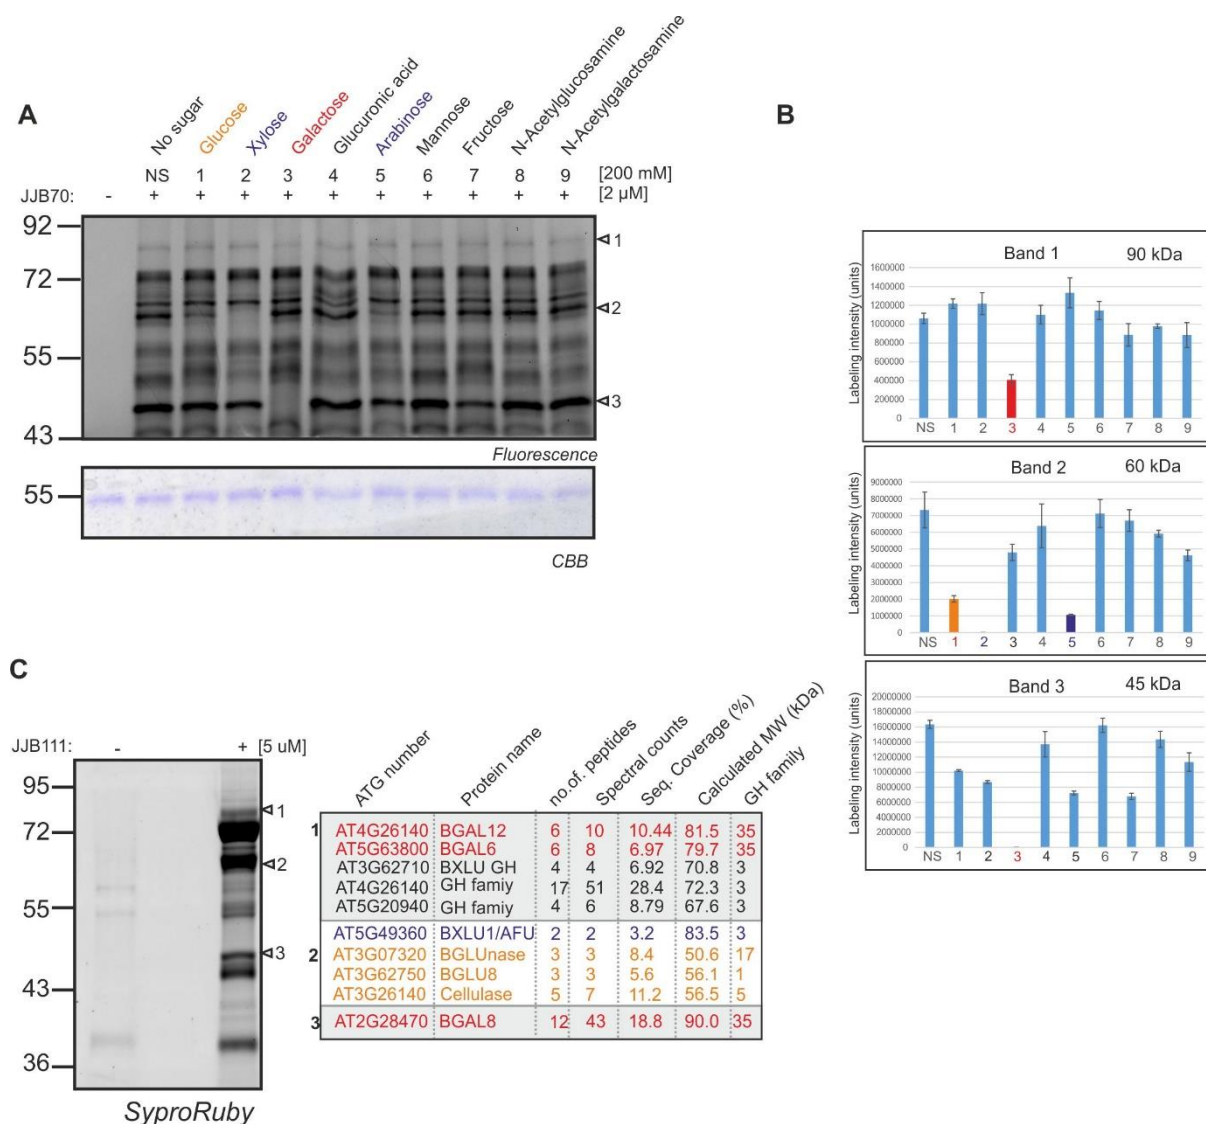 A
No sugar
Glucose
Xylose
Galactose
Glucuronic acid
Arabinose
Mannose
Fructose
N-Acetylglucosamine
N-Acetylgalactosamine
NS 1 2 3 4 5 6 7 8 9 [200 mM]
JJB70: - + + + + + + + + + + [2 µM]
92
72
55
43
1
2
3
Fluorescence
55
CBB
B
Band 1 90 kDa
Labeling intensity (units)
1600000
1400000
1200000
1000000
800000
600000
400000
200000
0
NS 1 2 3 4 5 6 7 8 9
Band 2 60 kDa
Labeling intensity (units)
9000000
8000000
7000000
6000000
5000000
4000000
3000000
2000000
1000000
0
NS 1 2 3 4 5 6 7 8 9
Band 3 45 kDa
Labeling intensity (units)
20000000
18000000
16000000
14000000
12000000
10000000
8000000
6000000
4000000
2000000
0
NS 1 2 3 4 5 6 7 8 9
C
JJB111: - + [5 uM]
95
72
55
43
36
1
2
3
SyproRuby
ATG number
Protein name
no.of. peptides
Spectral counts
Seq. Coverage (%)
Calculated MW (kDa)
GH family
1 AT4G26140 BGAL12 6 10 10.44 81.5 35
AT5G63800 BGAL6 6 8 6.97 79.7 35
AT3G62710 BXLU GH 4 4 6.92 70.8 3
AT4G26140 GH famiy 17 51 28.4 72.3 3
AT5G20940 GH famiy 4 6 8.79 67.6 3
AT5G49360 BXLU1/AFU 2 2 3.2 83.5 3
2 AT3G07320 BGLUnase 3 3 8.4 50.6 17
AT3G62750 BGLU8 3 3 5.6 56.1 1
AT3G26140 Cellulase 5 7 11.2 56.5 5
3 AT2G28470 BGAL8 12 43 18.8 90.0 35